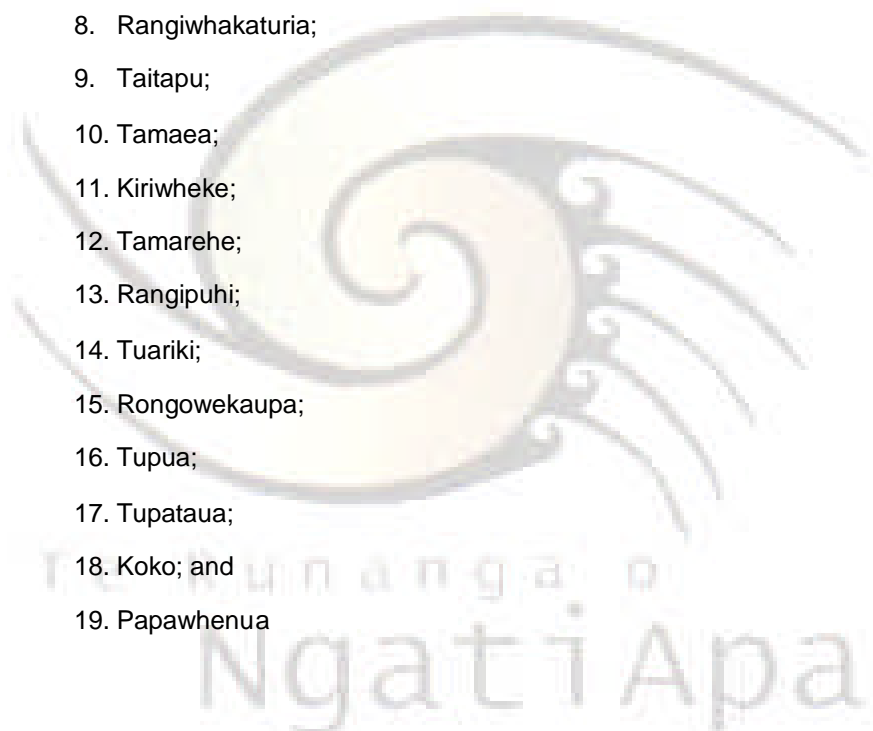 8. Rangiwhakaturia;
9. Taitapu;
10. Tamaea;
11. Kiriwheke;
12. Tamarehe;
13. Rangipuhi;
14. Tuariki;
15. Rongowekaupa;
16. Tupua;
17. Tupataua;
18. Koko; and
19. Papawhenua
Te Runanga o
NgatiApa